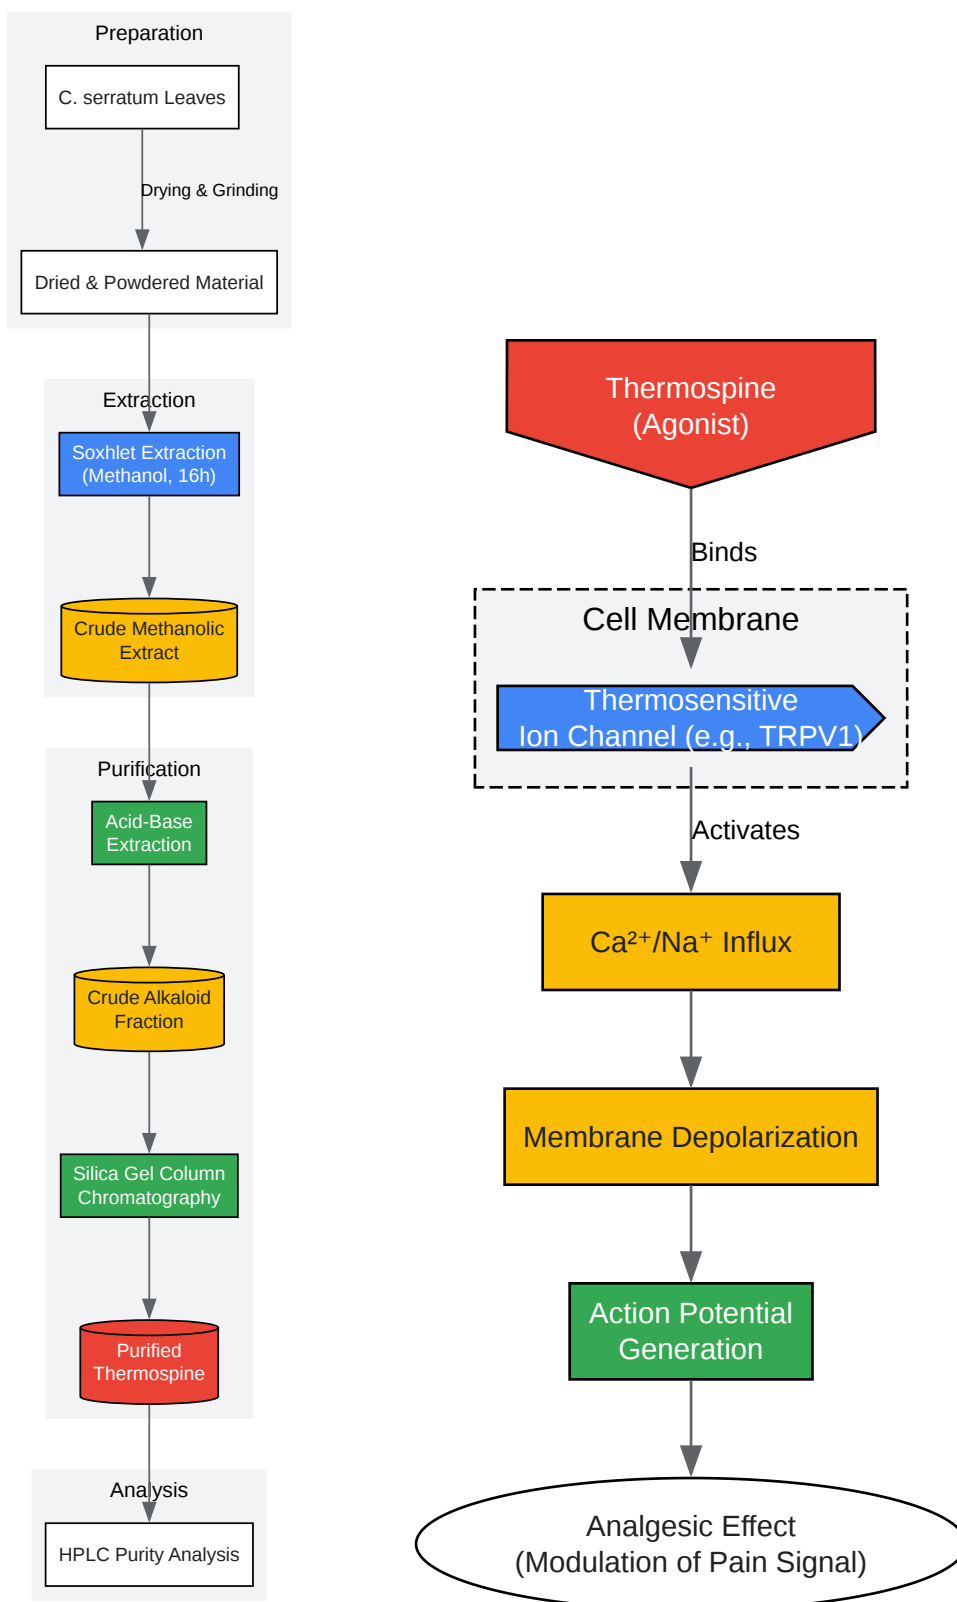 Preparation
C. serratum Leaves
Drying & Grinding
Dried & Powdered Material
Extraction
Soxhlet Extraction
(Methanol, 16h)
Crude Methanolic
Extract
Purification
Acid-Base
Extraction
Crude Alkaloid
Fraction
Silica Gel Column
Chromatography
Purified
Thermospine
Analysis
HPLC Purity Analysis
Thermospine
(Agonist)
Binds
Cell Membrane
Thermosensitive
Ion Channel (e.g., TRPV1)
Activates
Ca²⁺/Na⁺ Influx
Membrane Depolarization
Action Potential
Generation
Analgesic Effect
(Modulation of Pain Signal)